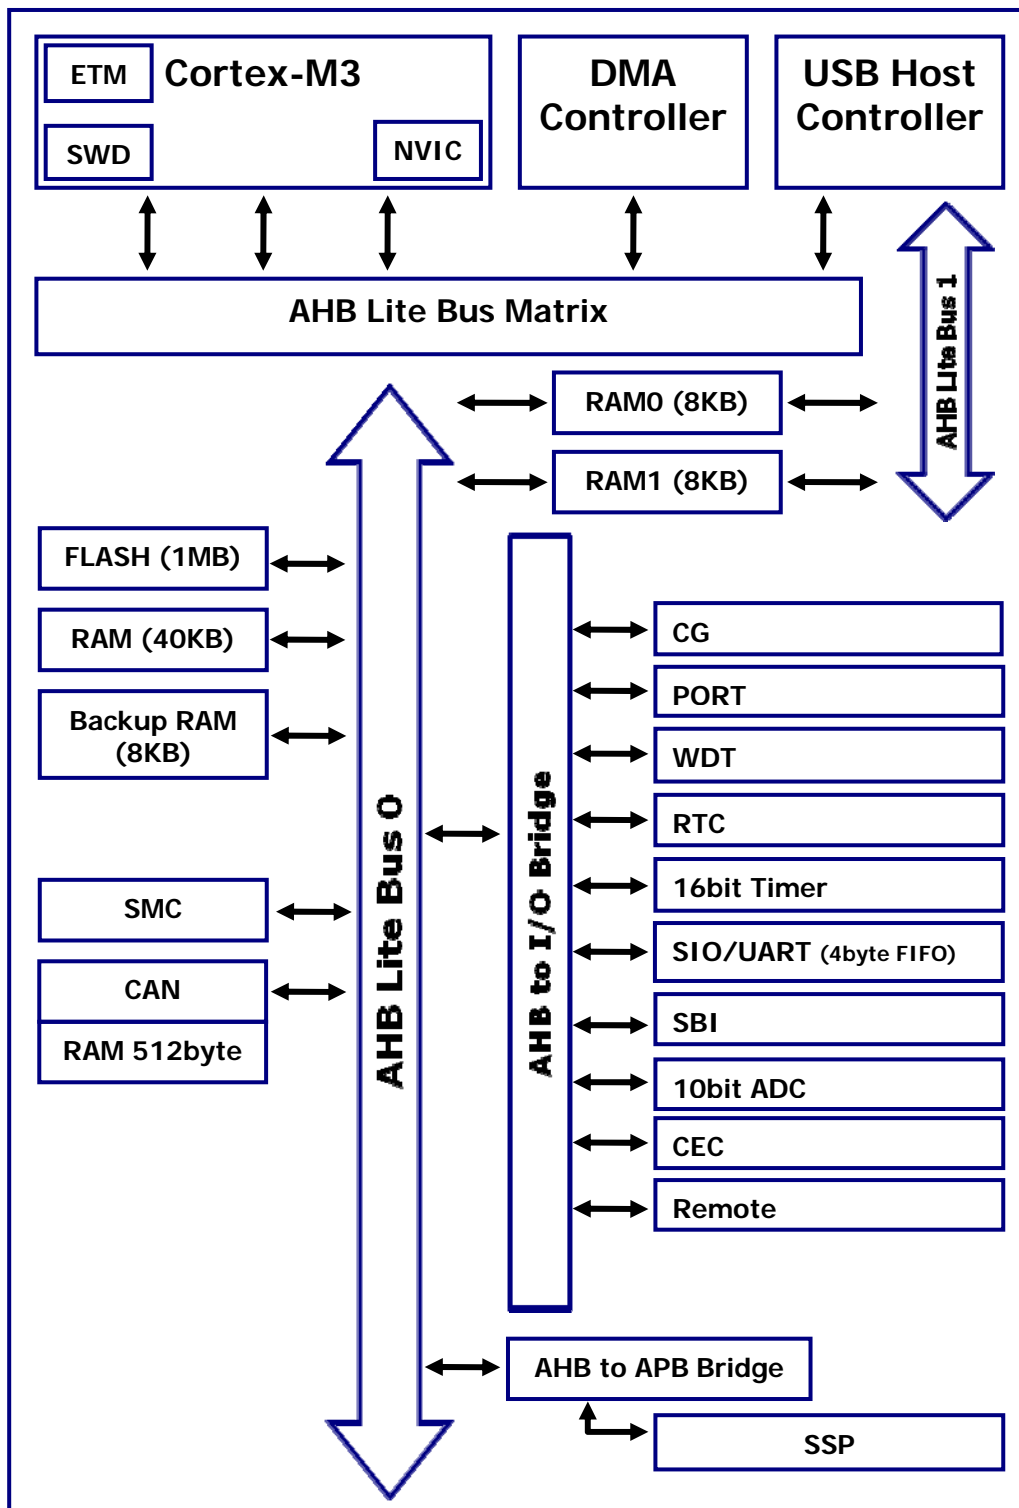 ETM
Cortex-M3
SWD
NVIC
DMA
Controller
USB Host
Controller
AHB Lite Bus Matrix
AHB Lite Bus 1
RAM0 (8KB)
RAM1 (8KB)
FLASH (1MB)
RAM (40KB)
Backup RAM
(8KB)
SMC
CAN
RAM 512byte
AHB Lite Bus 0
AHB to I/O Bridge
CG
PORT
WDT
RTC
16bit Timer
SIO/UART (4byte FIFO)
SBI
10bit ADC
CEC
Remote
AHB to APB Bridge
SSP